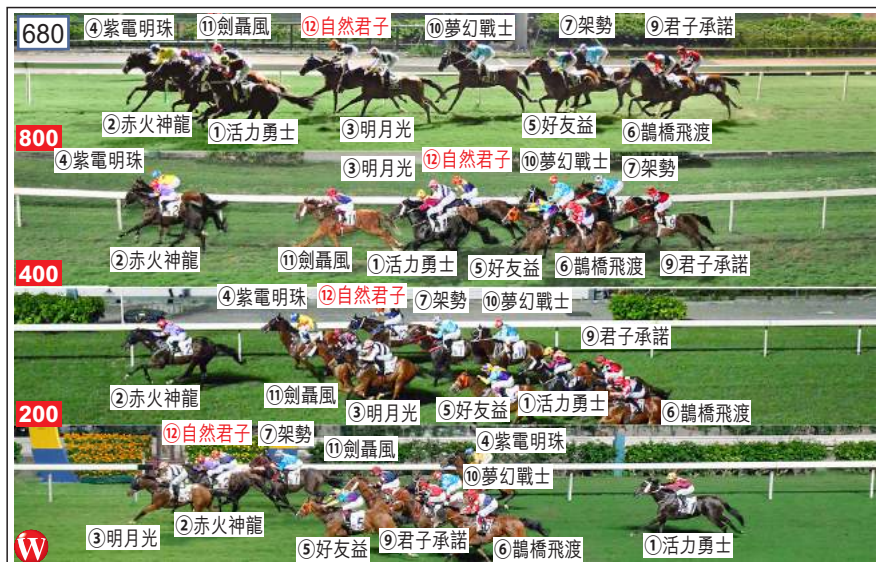 680
④紫電明珠 ⑪劍聶風 ⑫自然君子 ⑩夢幻戰士 ⑦架勢 ⑨君子承諾
②赤火神龍 ①活力勇士 ③明月光 ⑤好友益 ⑥鵲橋飛渡
800
④紫電明珠 ③明月光 ⑫自然君子 ⑩夢幻戰士 ⑦架勢
②赤火神龍 ⑪劍聶風 ①活力勇士 ⑤好友益 ⑥鵲橋飛渡 ⑨君子承諾
400
④紫電明珠 ⑫自然君子 ⑦架勢 ⑩夢幻戰士
⑨君子承諾
②赤火神龍 ⑪劍聶風 ③明月光 ⑤好友益 ①活力勇士 ⑥鵲橋飛渡
200
⑫自然君子 ⑦架勢 ⑪劍聶風 ④紫電明珠
⑩夢幻戰士
③明月光 ②赤火神龍 ⑤好友益 ⑨君子承諾 ⑥鵲橋飛渡 ①活力勇士
W